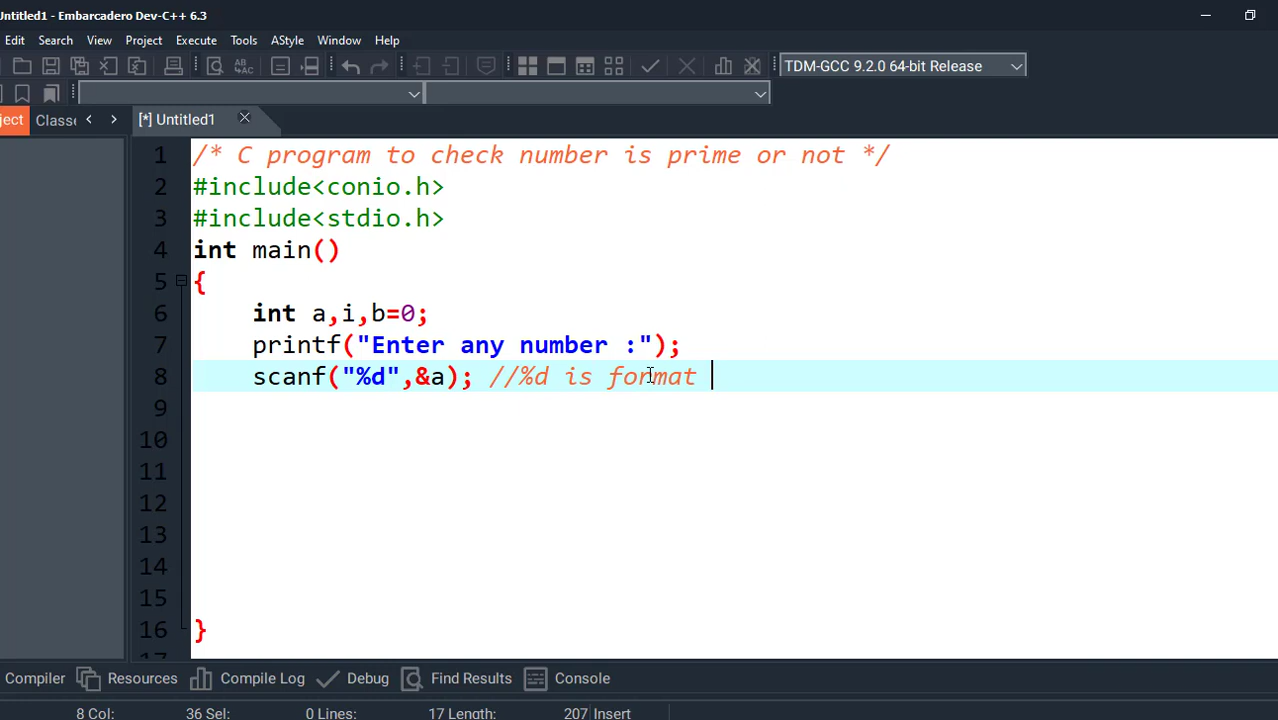 Untitled1 - Embarcadero Dev-C++ 6.3
Edit Search View Project Execute Tools AStyle Window Help
TDM-GCC 9.2.0 64-bit Release
ject Classe [*] Untitled1
1 /* C program to check number is prime or not */
2 #include<conio.h>
3 #include<stdio.h>
4 int main()
5 {
6 int a,i,b=0;
7 printf("Enter any number :");
8 scanf("%d",&a); //%d is format
9
10
11
12
13
14
15
16 }
17
Compiler Resources Compile Log Debug Find Results Console
8 Col: 36 Sel: 0 Lines: 17 Length: 207 Insert